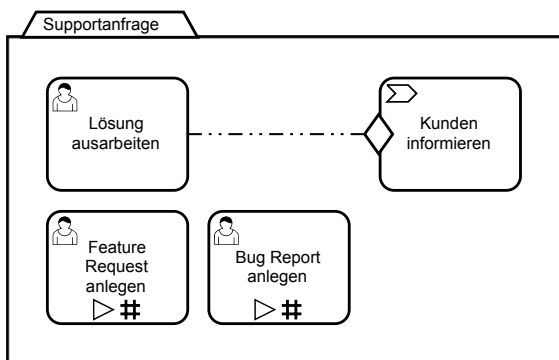 Supportanfrage
Lösung
ausarbeiten
Kunden
informieren
Feature
Request
anlegen
Bug Report
anlegen